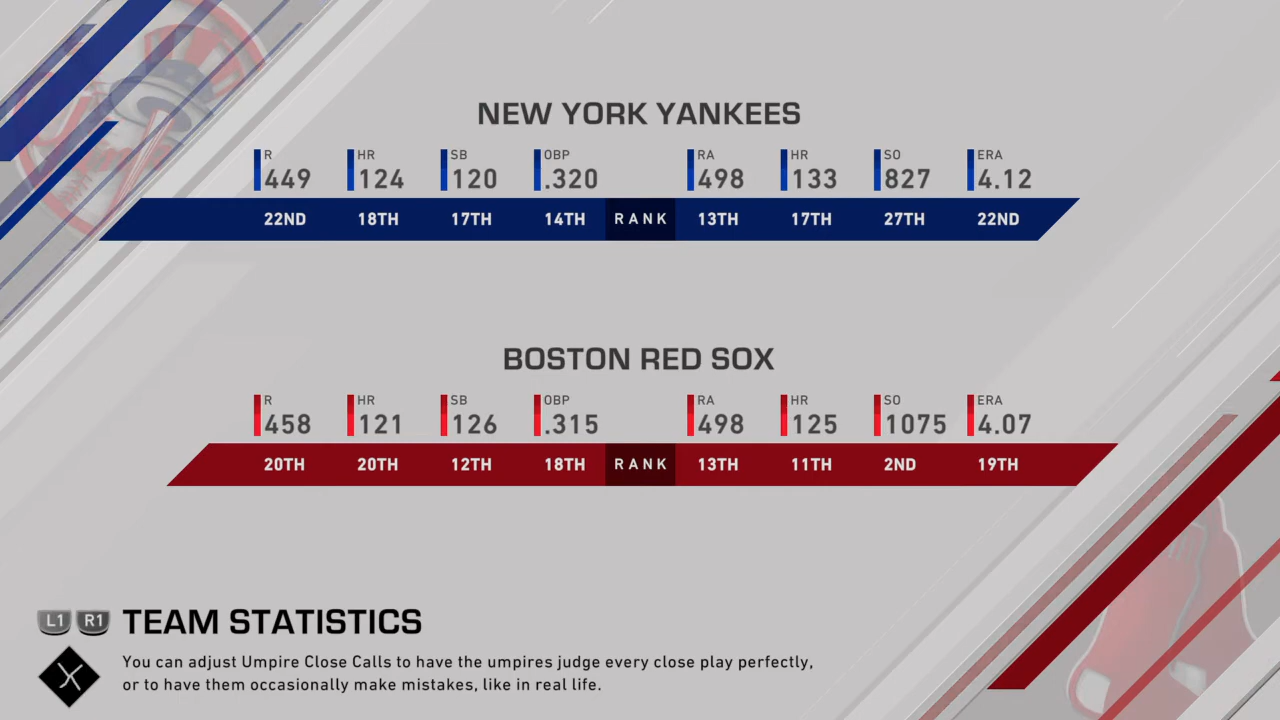 NEW YORK YANKEES
R HR SB OBP RA HR SO ERA
449 124 120 .320 498 133 827 4.12
22ND 18TH 17TH 14TH RANK 13TH 17TH 27TH 22ND
BOSTON RED SOX
R HR SB OBP RA HR SO ERA
458 121 126 .315 498 125 1075 4.07
20TH 20TH 12TH 18TH RANK 13TH 11TH 2ND 19TH
L1 R1 TEAM STATISTICS
You can adjust Umpire Close Calls to have the umpires judge every close play perfectly,
or to have them occasionally make mistakes, like in real life.